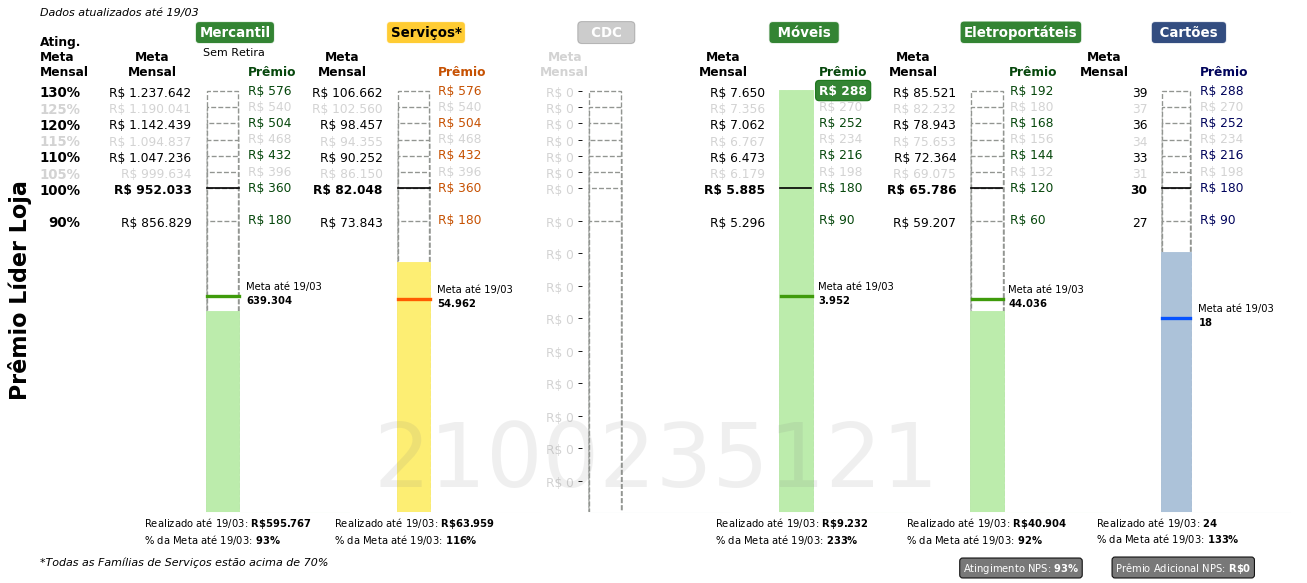 Dados atualizados até 19/03
Mercantil Serviços* CDC Móveis Eletroportáteis Cartões
Sem Retira
Ating. Meta Mensal Meta Mensal Prêmio Meta Mensal Prêmio Meta Mensal Meta Mensal Prêmio Meta Mensal Prêmio Meta Mensal Prêmio
130% R$ 1.237.642 R$ 576 R$ 106.662 R$ 576 R$ 0 R$ 7.650 R$ 288 R$ 85.521 R$ 192 39 R$ 288
125% R$ 1.190.041 R$ 540 R$ 102.560 R$ 540 R$ 0 R$ 7.356 R$ 270 R$ 82.232 R$ 180 37 R$ 270
120% R$ 1.142.439 R$ 504 R$ 98.457 R$ 504 R$ 0 R$ 7.062 R$ 252 R$ 78.943 R$ 168 36 R$ 252
115% R$ 1.094.837 R$ 468 R$ 94.355 R$ 468 R$ 0 R$ 6.767 R$ 234 R$ 75.653 R$ 156 34 R$ 234
110% R$ 1.047.236 R$ 432 R$ 90.252 R$ 432 R$ 0 R$ 6.473 R$ 216 R$ 72.364 R$ 144 33 R$ 216
105% R$ 999.634 R$ 396 R$ 86.150 R$ 396 R$ 0 R$ 6.179 R$ 198 R$ 69.075 R$ 132 31 R$ 198
100% R$ 952.033 R$ 360 R$ 82.048 R$ 360 R$ 0 R$ 5.885 R$ 180 R$ 65.786 R$ 120 30 R$ 180
90% R$ 856.829 R$ 180 R$ 73.843 R$ 180 R$ 0 R$ 5.296 R$ 90 R$ 59.207 R$ 60 27 R$ 90
R$ 0
R$ 0
R$ 0
R$ 0
R$ 0
R$ 0
R$ 0
R$ 0
Prêmio Líder Loja
Meta até 19/03 Meta até 19/03 Meta até 19/03 Meta até 19/03 Meta até 19/03
639.304 54.962 3.952 44.036 18
2100235121
Realizado até 19/03: R$595.767 Realizado até 19/03: R$63.959 Realizado até 19/03: R$9.232 Realizado até 19/03: R$40.904 Realizado até 19/03: 24
% da Meta até 19/03: 93% % da Meta até 19/03: 116% % da Meta até 19/03: 233% % da Meta até 19/03: 92% % da Meta até 19/03: 133%
*Todas as Famílias de Serviços estão acima de 70% Atingimento NPS: 93% Prêmio Adicional NPS: R$0